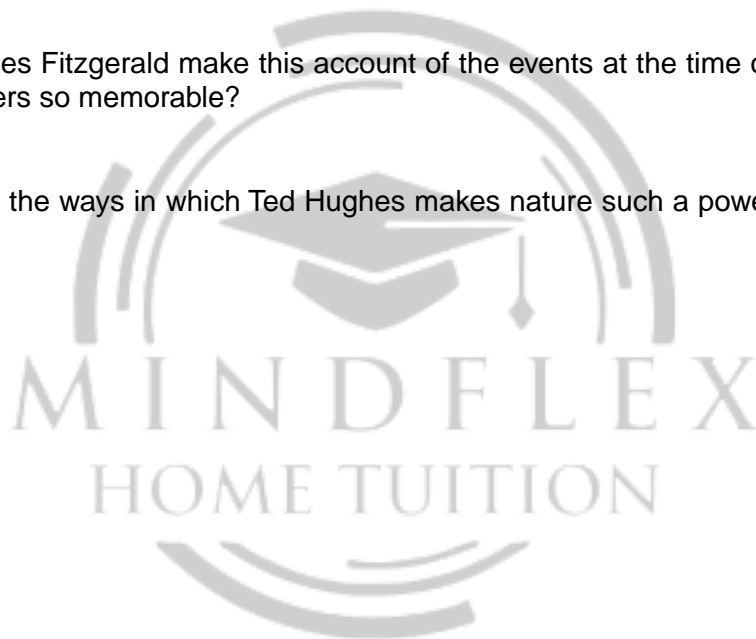 es Fitzgerald make this account of the events at the time
ers so memorable?
the ways in which Ted Hughes makes nature such a
MINDFLEX
HOME TUITION